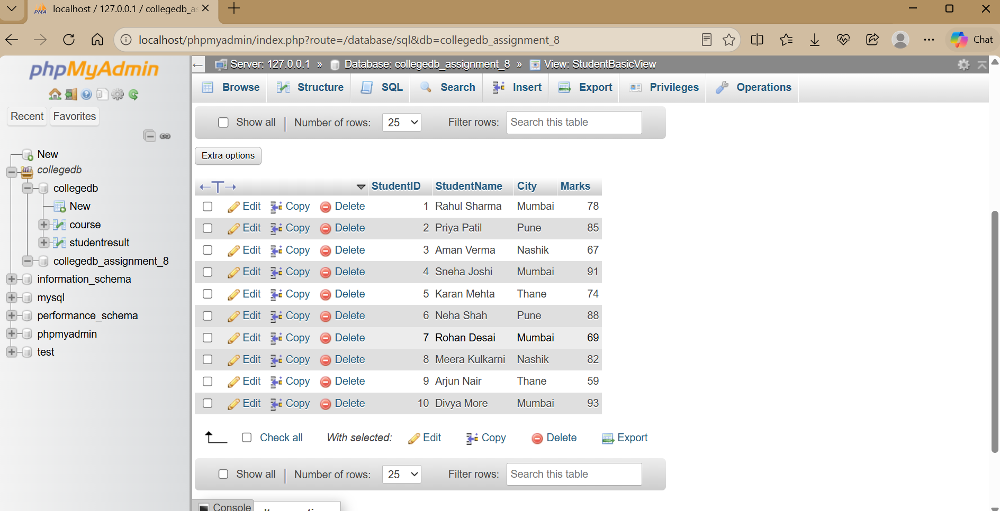 localhost / 127.0.0.1 / collegedb_as
localhost/phpmyadmin/index.php?route=/database/sql&db=collegedb_assignment_8
Chat
phpMyAdmin
Recent Favorites
New
collegedb
collegedb
New
course
studentresult
collegedb_assignment_8
information_schema
mysql
performance_schema
phpmyadmin
test
Server: 127.0.0.1 » Database: collegedb_assignment_8 » View: StudentBasicView
Browse Structure SQL Search Insert Export Privileges Operations
Show all Number of rows: 25 Filter rows: Search this table
Extra options
StudentID StudentName City Marks
Edit Copy Delete 1 Rahul Sharma Mumbai 78
Edit Copy Delete 2 Priya Patil Pune 85
Edit Copy Delete 3 Aman Verma Nashik 67
Edit Copy Delete 4 Sneha Joshi Mumbai 91
Edit Copy Delete 5 Karan Mehta Thane 74
Edit Copy Delete 6 Neha Shah Pune 88
Edit Copy Delete 7 Rohan Desai Mumbai 69
Edit Copy Delete 8 Meera Kulkarni Nashik 82
Edit Copy Delete 9 Arjun Nair Thane 59
Edit Copy Delete 10 Divya More Mumbai 93
Check all With selected: Edit Copy Delete Export
Show all Number of rows: 25 Filter rows: Search this table
Console